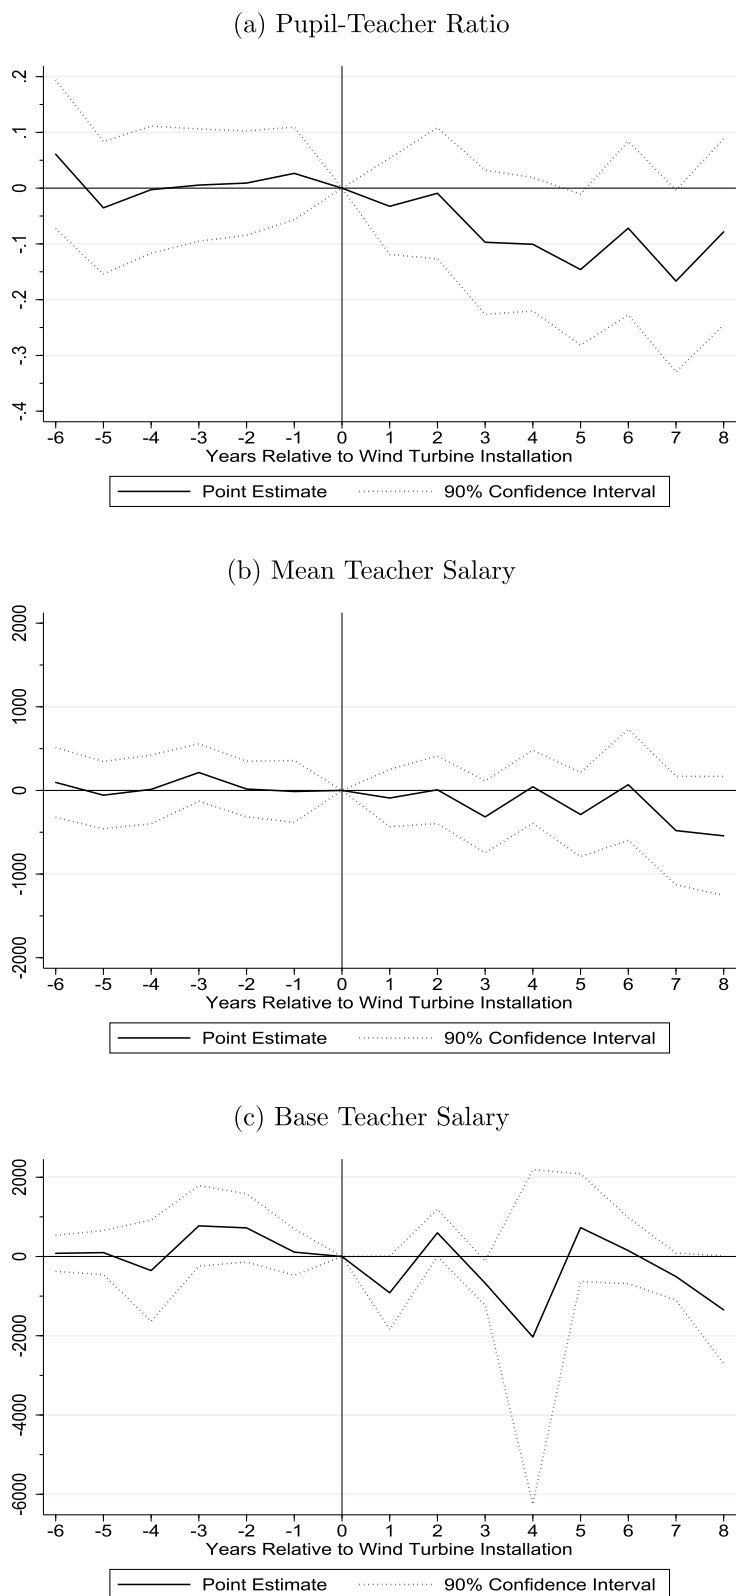 (a) Pupil-Teacher Ratio
.2
.1
0
-.1
-.2
-.3
-.4
-6 -5 -4 -3 -2 -1 0 1 2 3 4 5 6 7 8
Years Relative to Wind Turbine Installation
Point Estimate 90% Confidence Interval
(b) Mean Teacher Salary
2000
1000
0
-1000
-2000
-6 -5 -4 -3 -2 -1 0 1 2 3 4 5 6 7 8
Years Relative to Wind Turbine Installation
Point Estimate 90% Confidence Interval
(c) Base Teacher Salary
2000
0
-2000
-4000
-6000
-6 -5 -4 -3 -2 -1 0 1 2 3 4 5 6 7 8
Years Relative to Wind Turbine Installation
Point Estimate 90% Confidence Interval